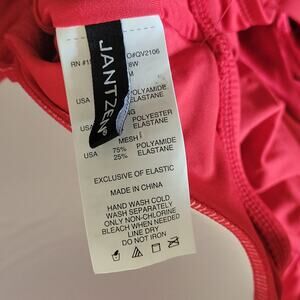 JANTZEN
RN #1
O#QV2106
8W
M
USA
POLYAMIDE
ELASTANE
NG
USA
POLYESTER
ELASTANE
MESH
USA
75% POLYAMIDE
25% ELASTANE
EXCLUSIVE OF ELASTIC
MADE IN CHINA
HAND WASH COLD
WASH SEPARATELY
ONLY NON-CHLORINE
BLEACH WHEN NEEDED
LINE DRY
DO NOT IRON